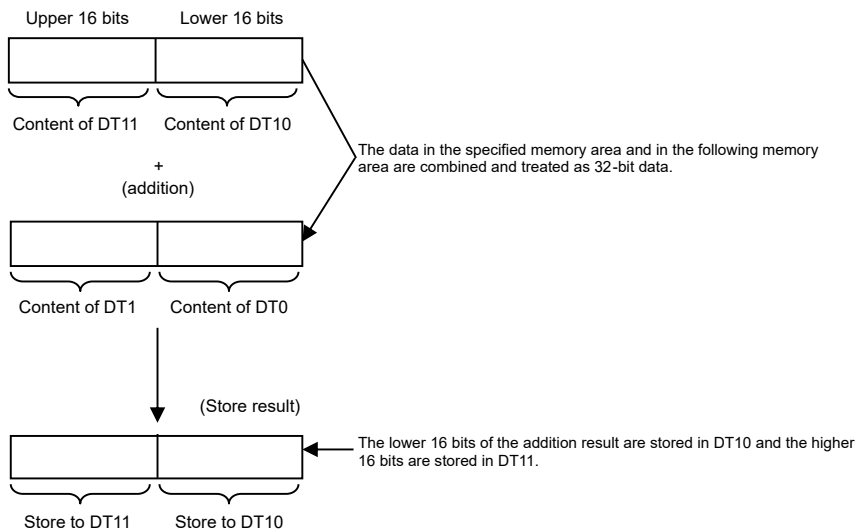 Upper 16 bits Lower 16 bits
Content of DT11 Content of DT10
+
(addition)
The data in the specified memory area and in the following memory
area are combined and treated as 32-bit data.
Content of DT1 Content of DT0
(Store result)
The lower 16 bits of the addition result are stored in DT10 and the higher
16 bits are stored in DT11.
Store to DT11 Store to DT10